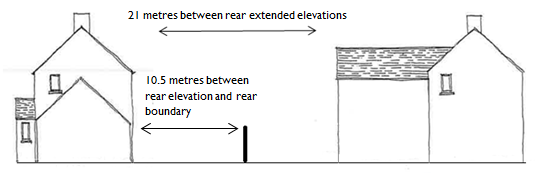 21 metres between rear extended elevations
10.5 metres between
rear elevation and rear
boundary